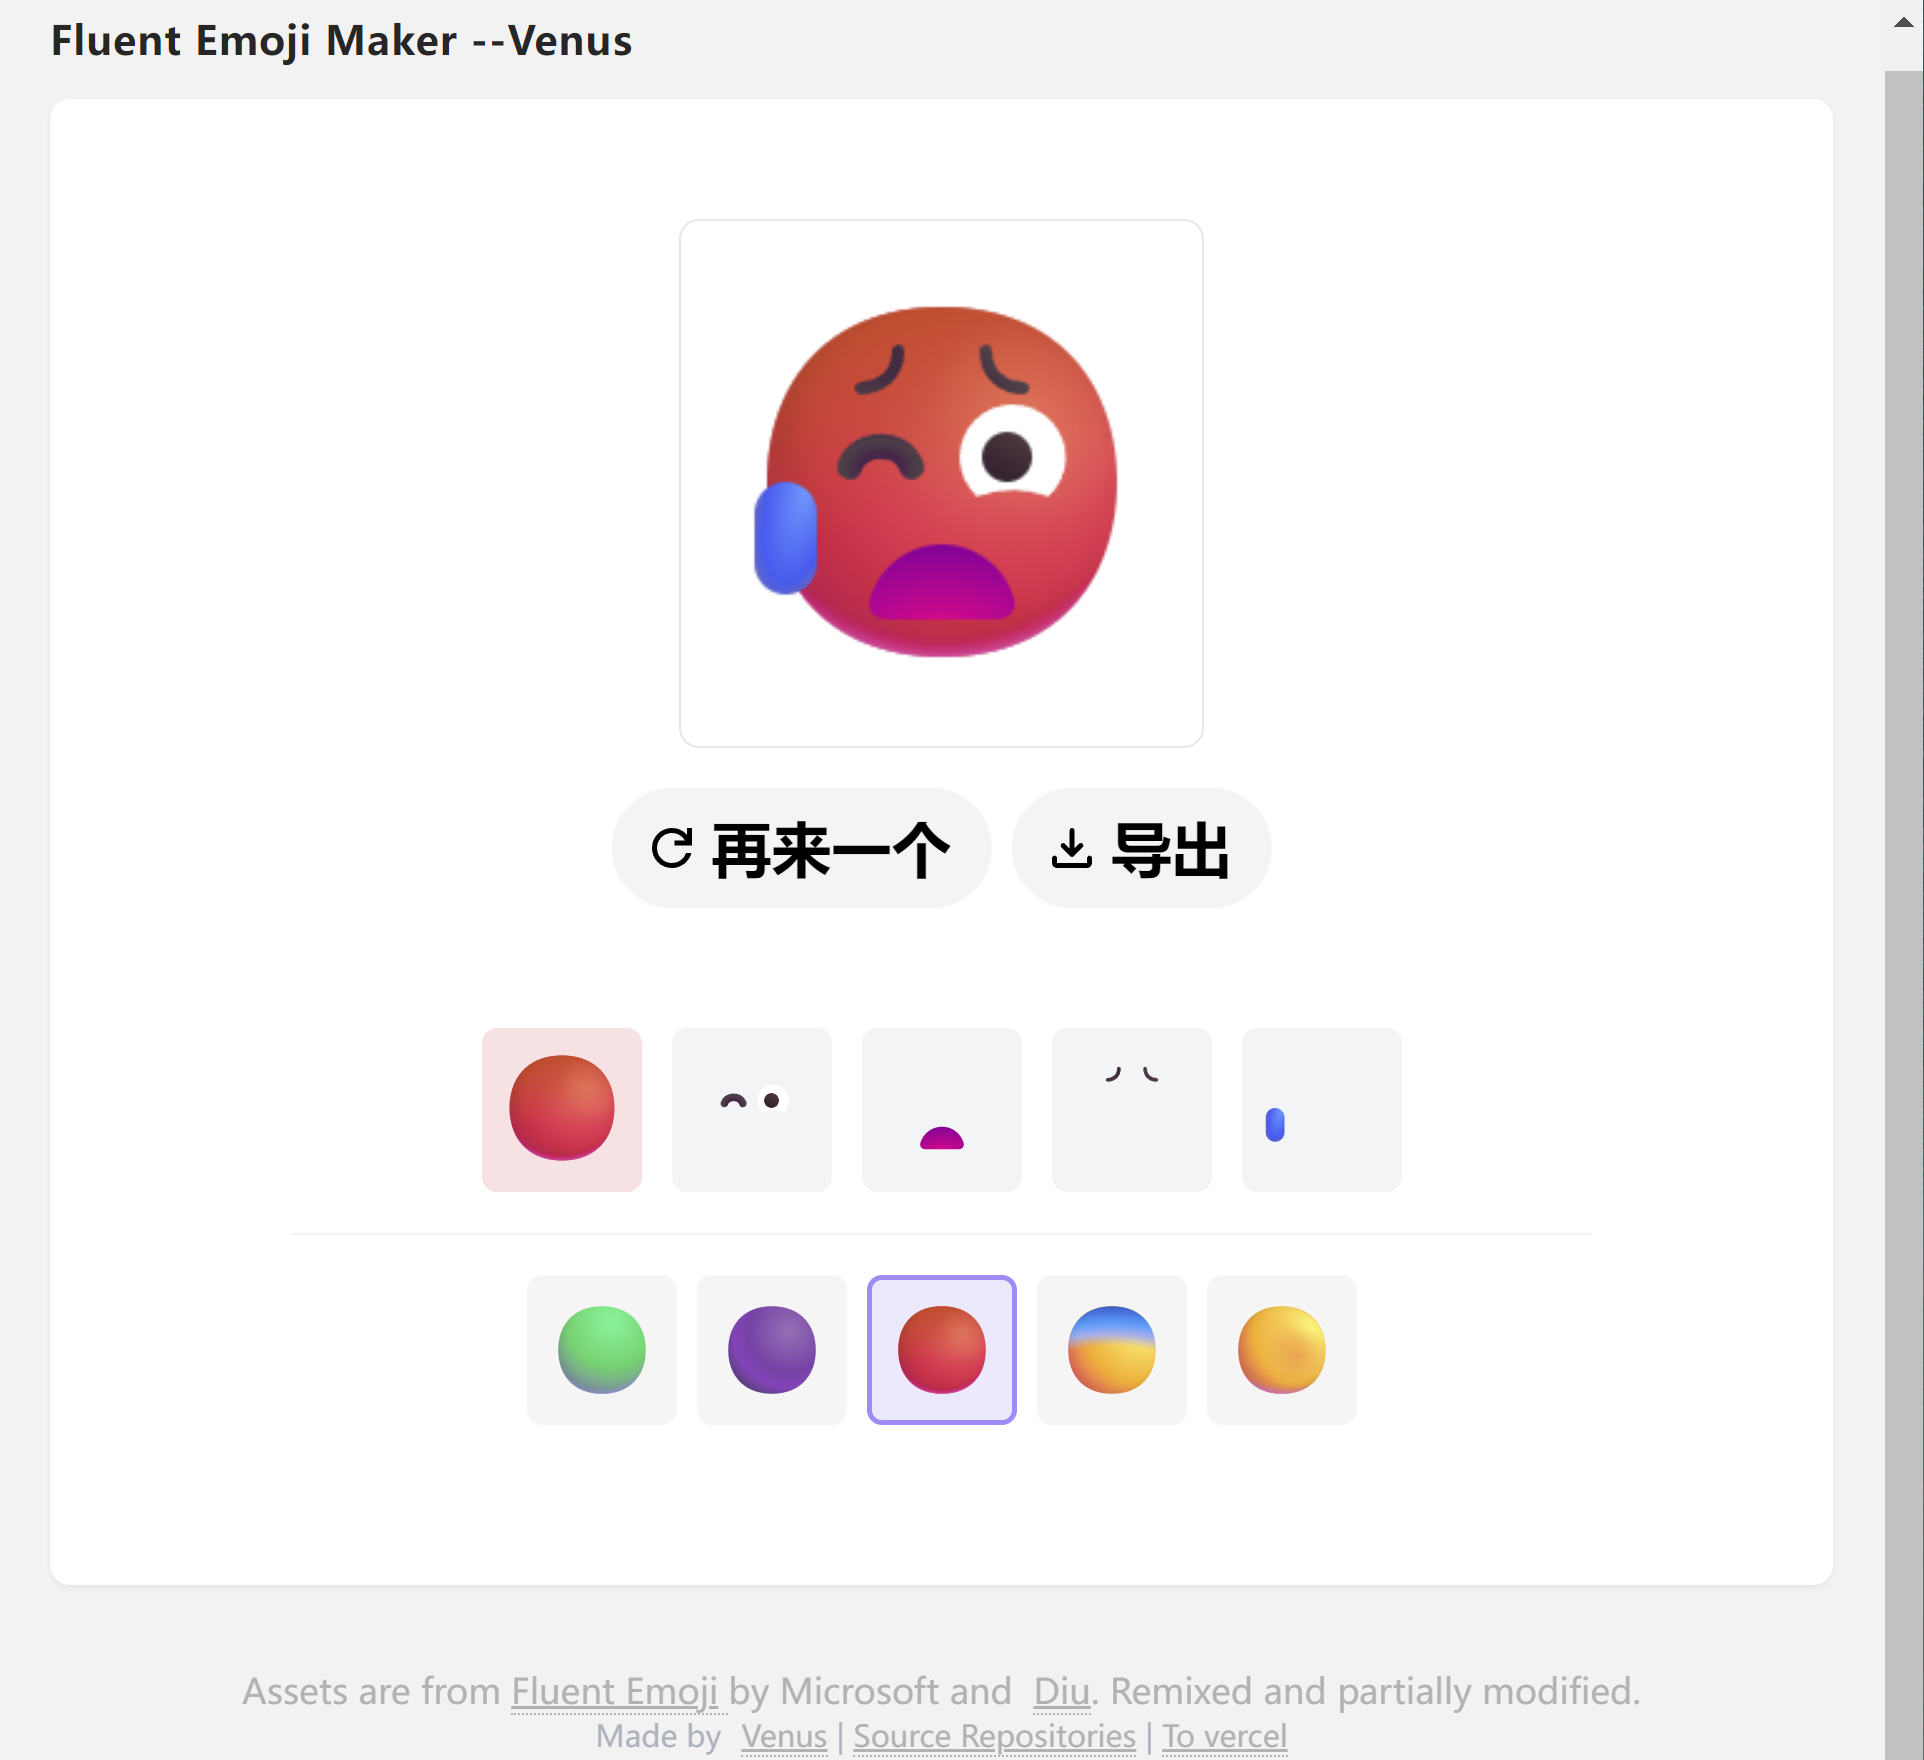 Fluent Emoji Maker --Venus
再来一个
导出
Assets are from Fluent Emoji by Microsoft and Diu. Remixed and partially modified.
Made by Venus | Source Repositories | To vercel